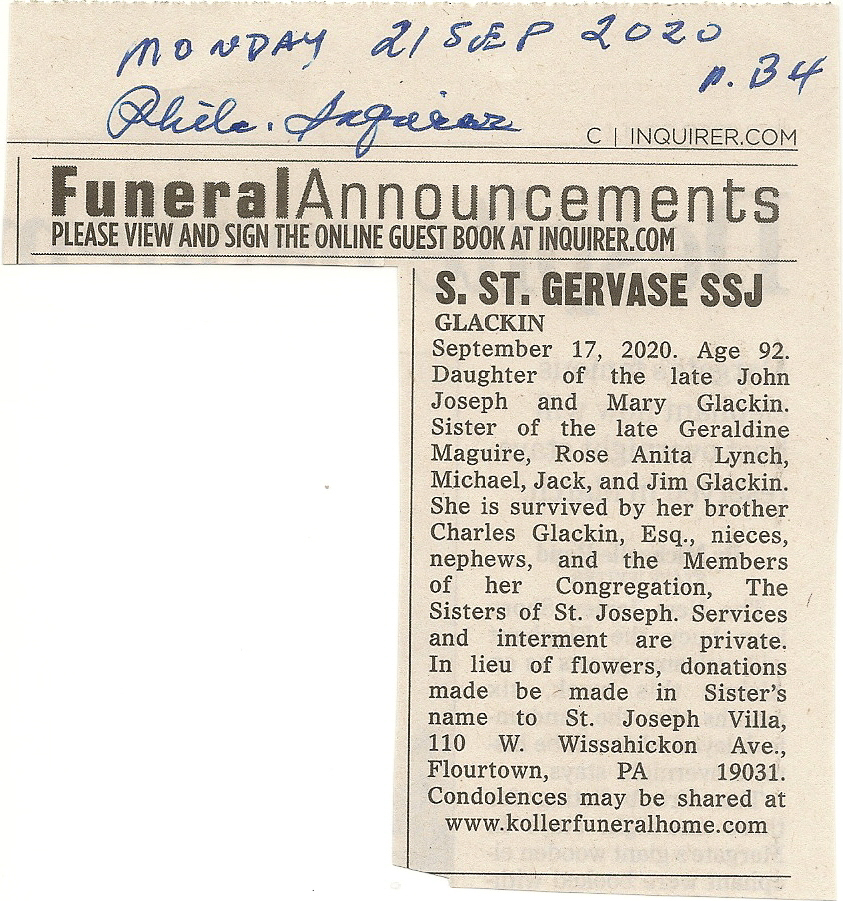 MONDAY 21 SEP 2020
p. B4
Phila. Inquirer
C | INQUIRER.COM
FuneralAnnouncements
PLEASE VIEW AND SIGN THE ONLINE GUEST BOOK AT INQUIRER.COM
S. ST. GERVASE SSJ
GLACKIN
September 17, 2020. Age 92.
Daughter of the late John
Joseph and Mary Glackin.
Sister of the late Geraldine
Maguire, Rose Anita Lynch,
Michael, Jack, and Jim Glackin.
She is survived by her brother
Charles Glackin, Esq., nieces,
nephews, and the Members
of her Congregation, The
Sisters of St. Joseph. Services
and interment are private.
In lieu of flowers, donations
made be made in Sister's
name to St. Joseph Villa,
110 W. Wissahickon Ave.,
Flourtown, PA 19031.
Condolences may be shared at
www.kollerfuneralhome.com